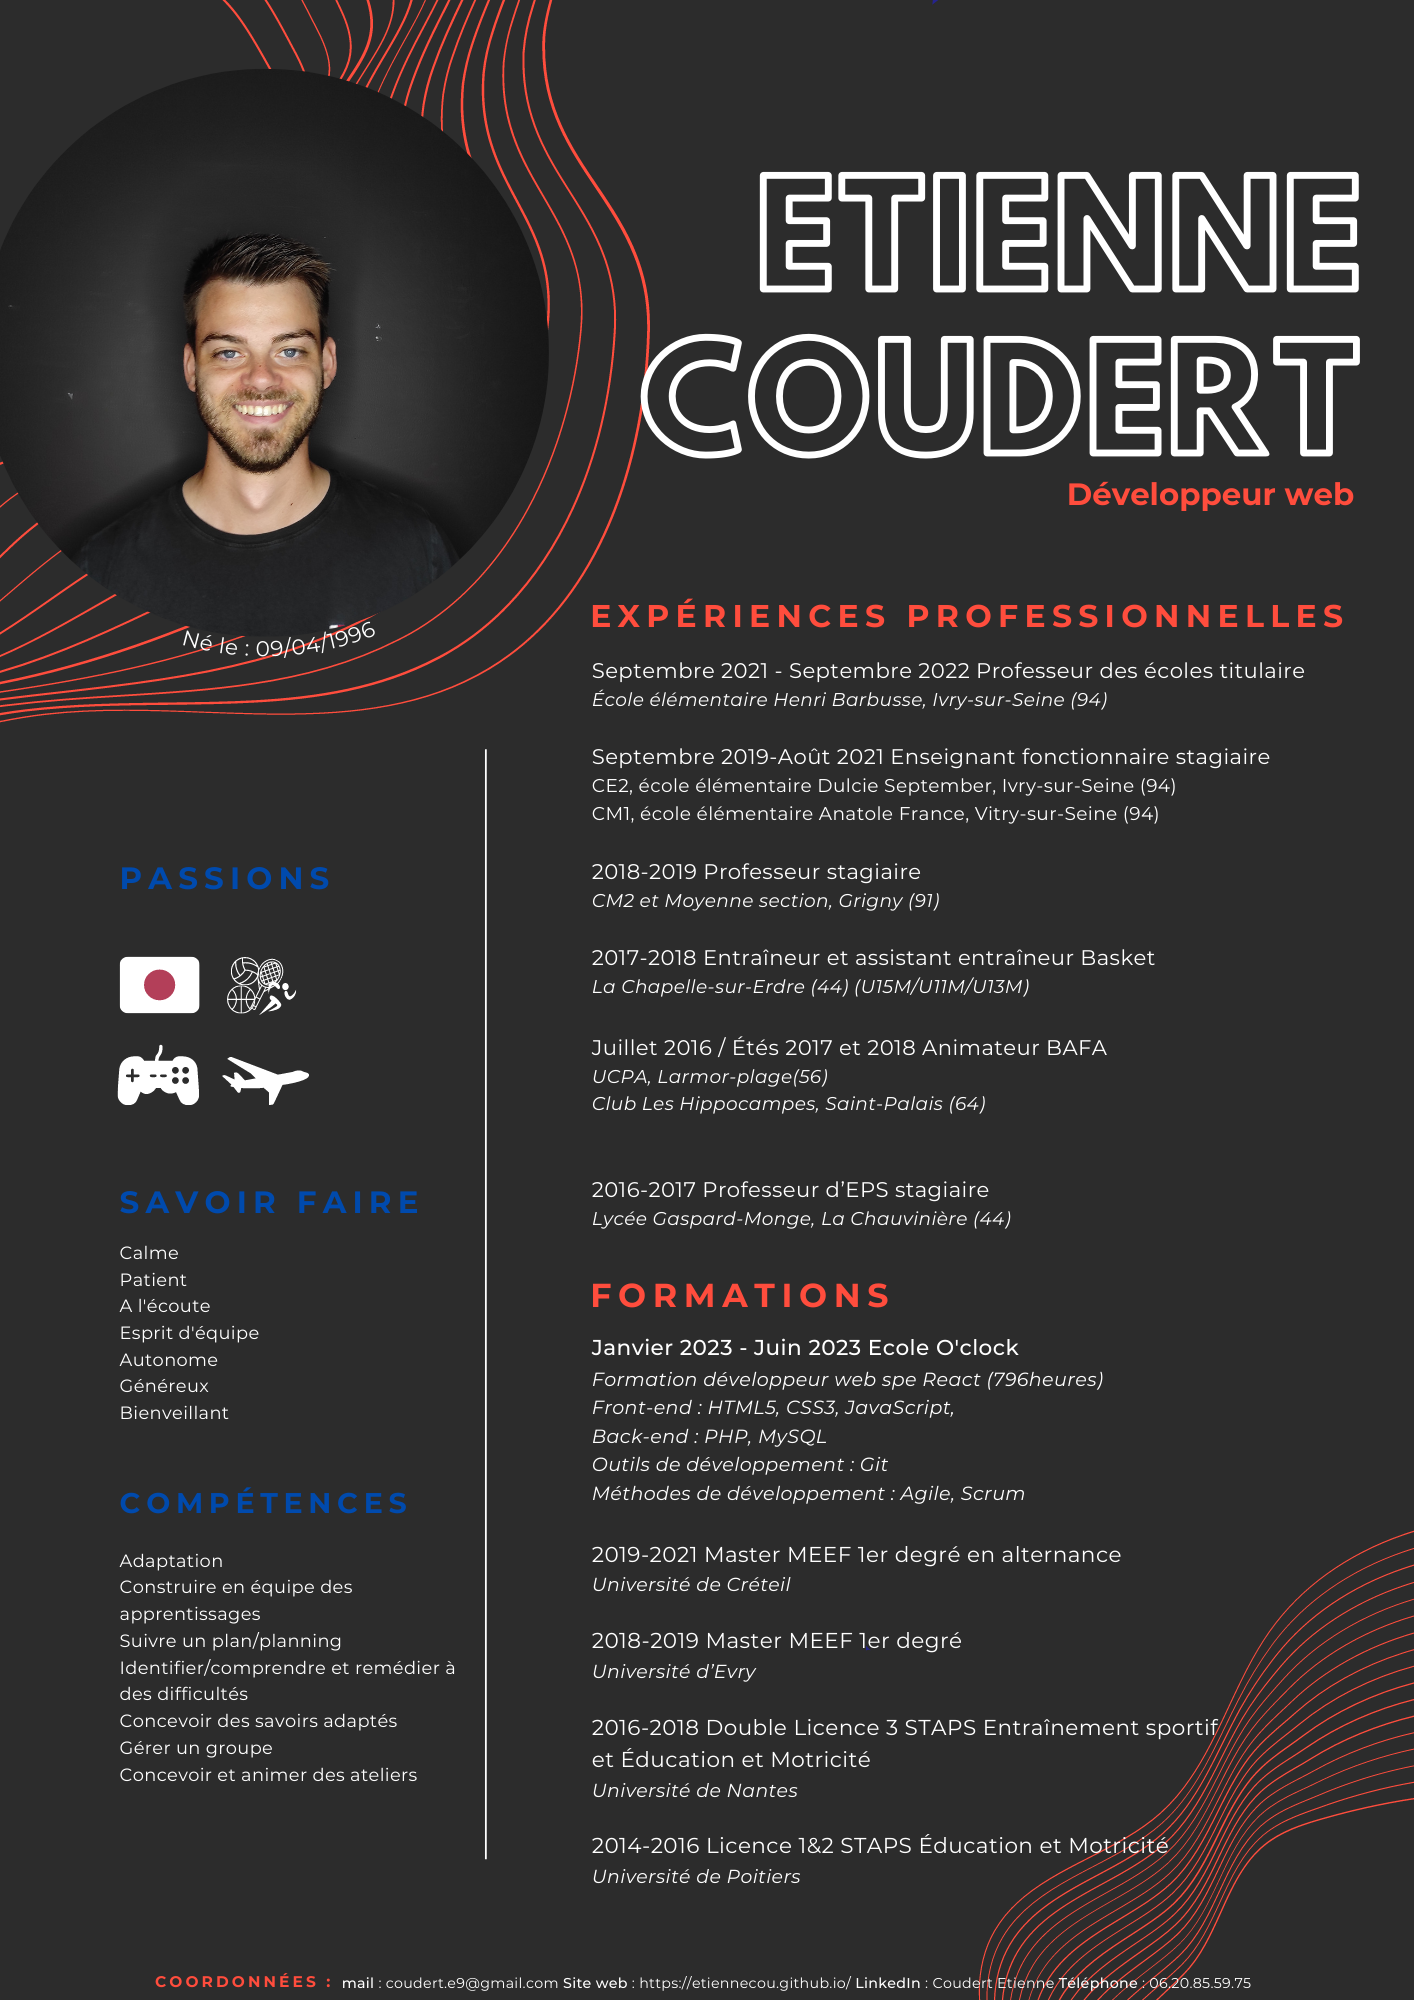 ETIENNE
COUDERT
Développeur web
Né le : 09/04/1996
EXPÉRIENCES PROFESSIONNELLES
Septembre 2021 - Septembre 2022 Professeur des écoles titulaire
École élémentaire Henri Barbusse, Ivry-sur-Seine (94)
Septembre 2019-Août 2021 Enseignant fonctionnaire stagiaire
CE2, école élémentaire Dulcie September, Ivry-sur-Seine (94)
CM1, école élémentaire Anatole France, Vitry-sur-Seine (94)
2018-2019 Professeur stagiaire
CM2 et Moyenne section, Grigny (91)
2017-2018 Entraîneur et assistant entraîneur Basket
La Chapelle-sur-Erdre (44) (U15M/U11M/U13M)
Juillet 2016 / Étés 2017 et 2018 Animateur BAFA
UCPA, Larmor-plage(56)
Club Les Hippocampes, Saint-Palais (64)
2016-2017 Professeur d’EPS stagiaire
Lycée Gaspard-Monge, La Chauvinière (44)
FORMATIONS
Janvier 2023 - Juin 2023 Ecole O'clock
Formation développeur web spe React (796heures)
Front-end : HTML5, CSS3, JavaScript,
Back-end : PHP, MySQL
Outils de développement : Git
Méthodes de développement : Agile, Scrum
2019-2021 Master MEEF 1er degré en alternance
Université de Créteil
2018-2019 Master MEEF 1er degré
Université d’Evry
2016-2018 Double Licence 3 STAPS Entraînement sportif
et Éducation et Motricité
Université de Nantes
2014-2016 Licence 1&2 STAPS Éducation et Motricité
Université de Poitiers
PASSIONS
SAVOIR FAIRE
Calme
Patient
A l'écoute
Esprit d'équipe
Autonome
Généreux
Bienveillant
COMPÉTENCES
Adaptation
Construire en équipe des
apprentissages
Suivre un plan/planning
Identifier/comprendre et remédier à
des difficultés
Concevoir des savoirs adaptés
Gérer un groupe
Concevoir et animer des ateliers
COORDONNÉES : mail : coudert.e9@gmail.com Site web : https://etiennecou.github.io/ LinkedIn : Coudert Etienne Téléphone : 06.20.85.59.75